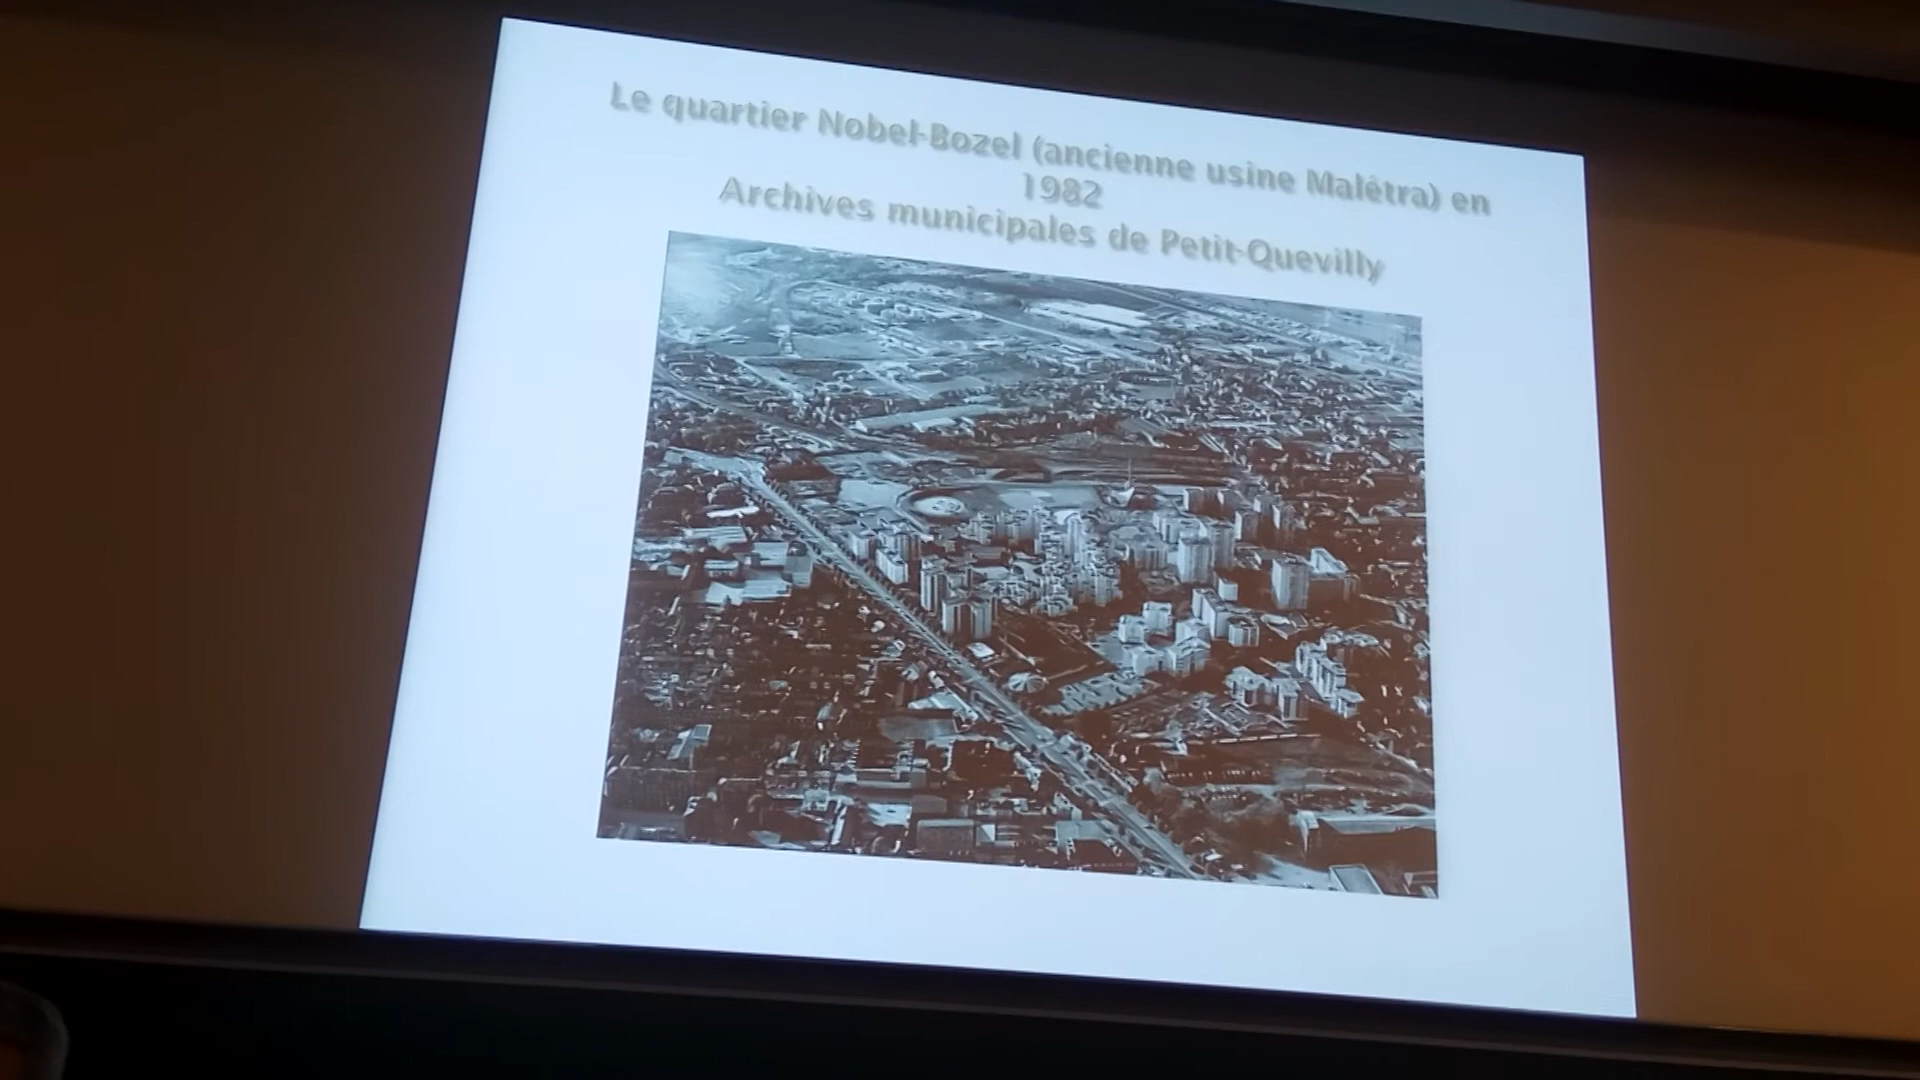 Le quartier Nobel-Bozel (ancienne usine Malétra) en
1982
Archives municipales de Petit-Quevilly